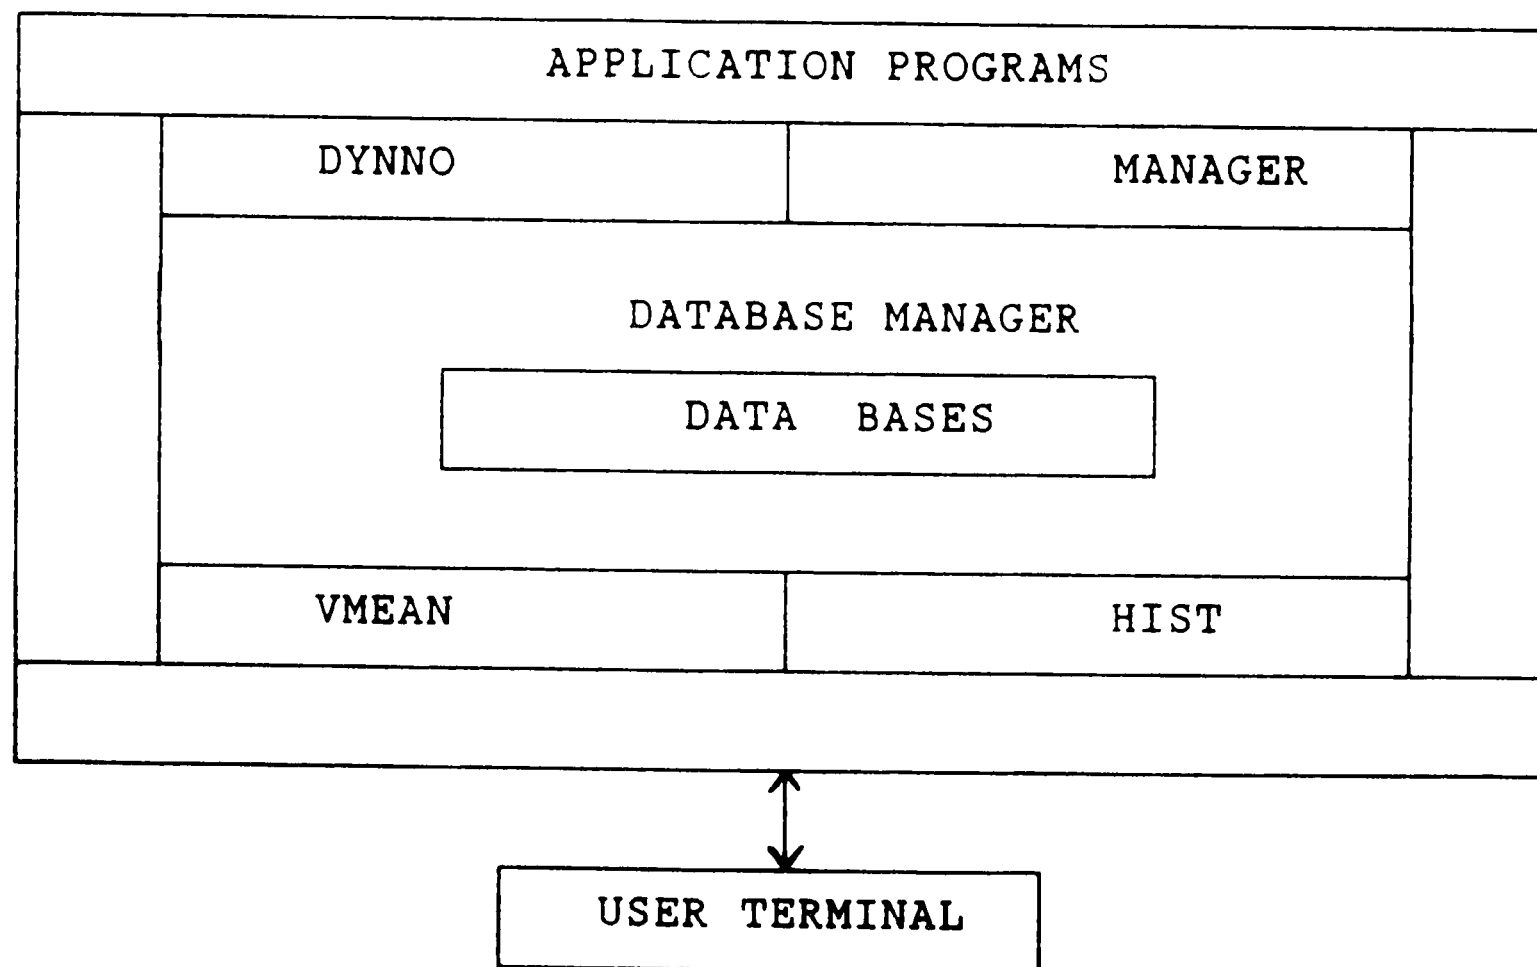 APPLICATION PROGRAMS
DYNNO
MANAGER
DATABASE MANAGER
DATA BASES
VMEAN
HIST
USER TERMINAL